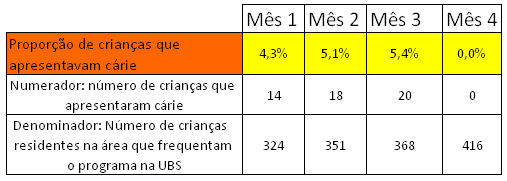 Mês 1 Mês 2 Mês 3 Mês 4
Proporção de crianças que
apresentavam cárie 4,3% 5,1% 5,4% 0,0%
Numerador: número de crianças que
apresentaram cárie 14 18 20 0
Denominador: Número de crianças
residentes na área que frequentam
o programa na UBS 324 351 368 416